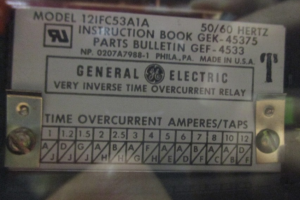 MODEL 12IFC53A1A 50/60 HERTZ
INSTRUCTION BOOK GEK-45375
PARTS BULLETIN GEF-4533
NP. 0207A7988-1 PHILA., PA. MADE IN U.S.A.
GENERAL GE ELECTRIC
VERY INVERSE TIME OVERCURRENT RELAY
TIME OVERCURRENT AMPERES/TAPS
1 1.2 1.5 2 2.5 3 4 5 6 7 8 10 12